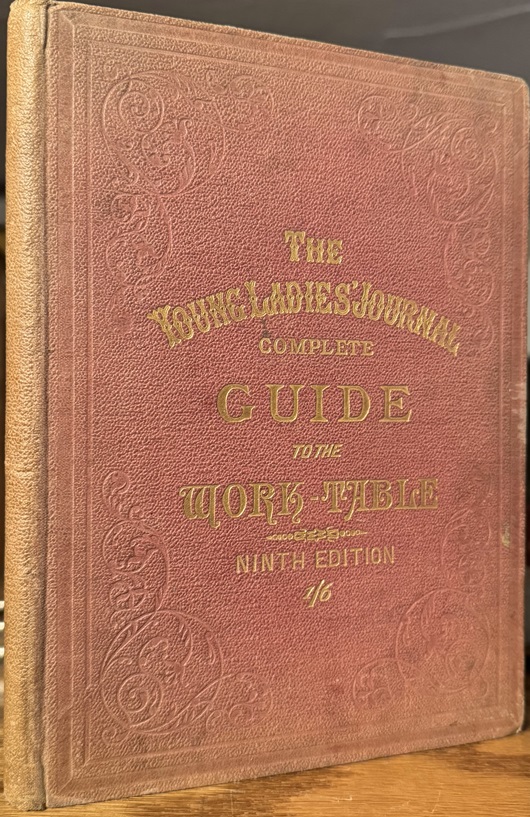 THE
YOUNG LADIES' JOURNAL
COMPLETE
GUIDE
TO THE
WORK-TABLE
NINTH EDITION
1/6